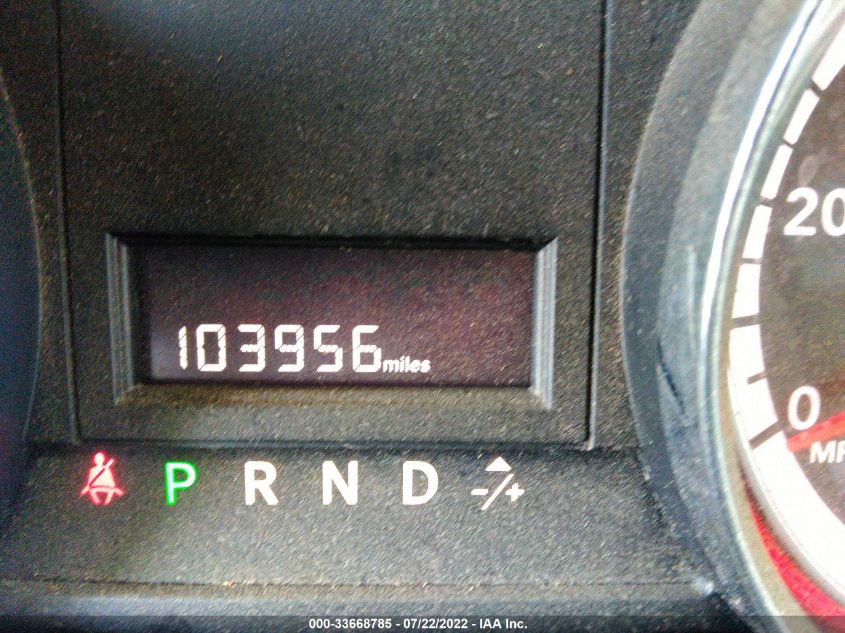 20
103956miles
0
MP
P R N D -/+
000-33668785 - 07/22/2022 - IAA Inc.